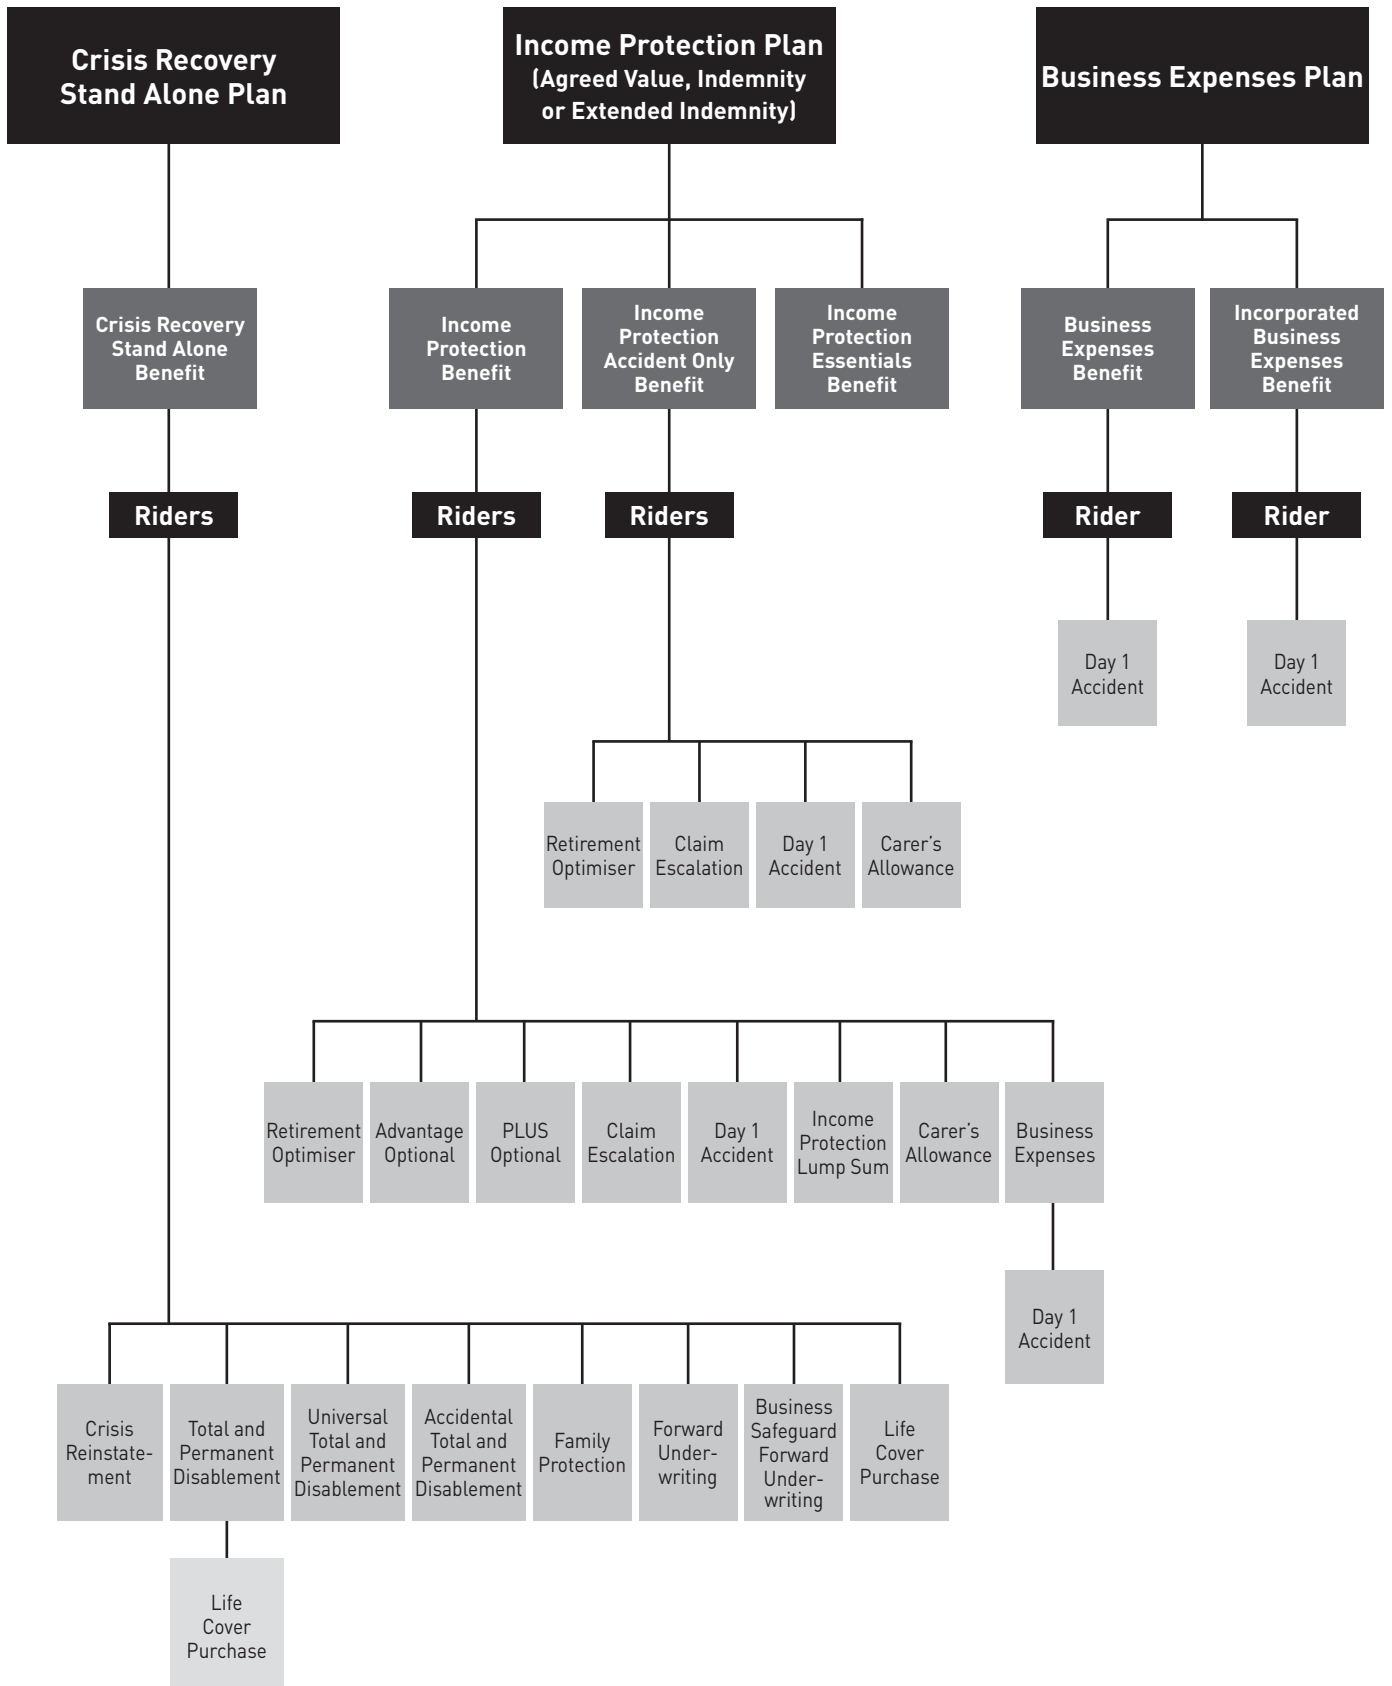 Crisis Recovery
Stand Alone Plan
Income Protection Plan
(Agreed Value, Indemnity
or Extended Indemnity)
Business Expenses Plan
Crisis Recovery
Stand Alone
Benefit
Income
Protection
Benefit
Income
Protection
Accident Only
Benefit
Income
Protection
Essentials
Benefit
Business
Expenses
Benefit
Incorporated
Business
Expenses
Benefit
Riders
Riders
Riders
Rider
Rider
Day 1
Accident
Day 1
Accident
Retirement
Optimiser
Claim
Escalation
Day 1
Accident
Carer’s
Allowance
Retirement
Optimiser
Advantage
Optional
PLUS
Optional
Claim
Escalation
Day 1
Accident
Income
Protection
Lump Sum
Carer’s
Allowance
Business
Expenses
Day 1
Accident
Crisis
Reinstate-
ment
Total and
Permanent
Disablement
Universal
Total and
Permanent
Disablement
Accidental
Total and
Permanent
Disablement
Family
Protection
Forward
Under-
writing
Business
Safeguard
Forward
Under-
writing
Life
Cover
Purchase
Life
Cover
Purchase